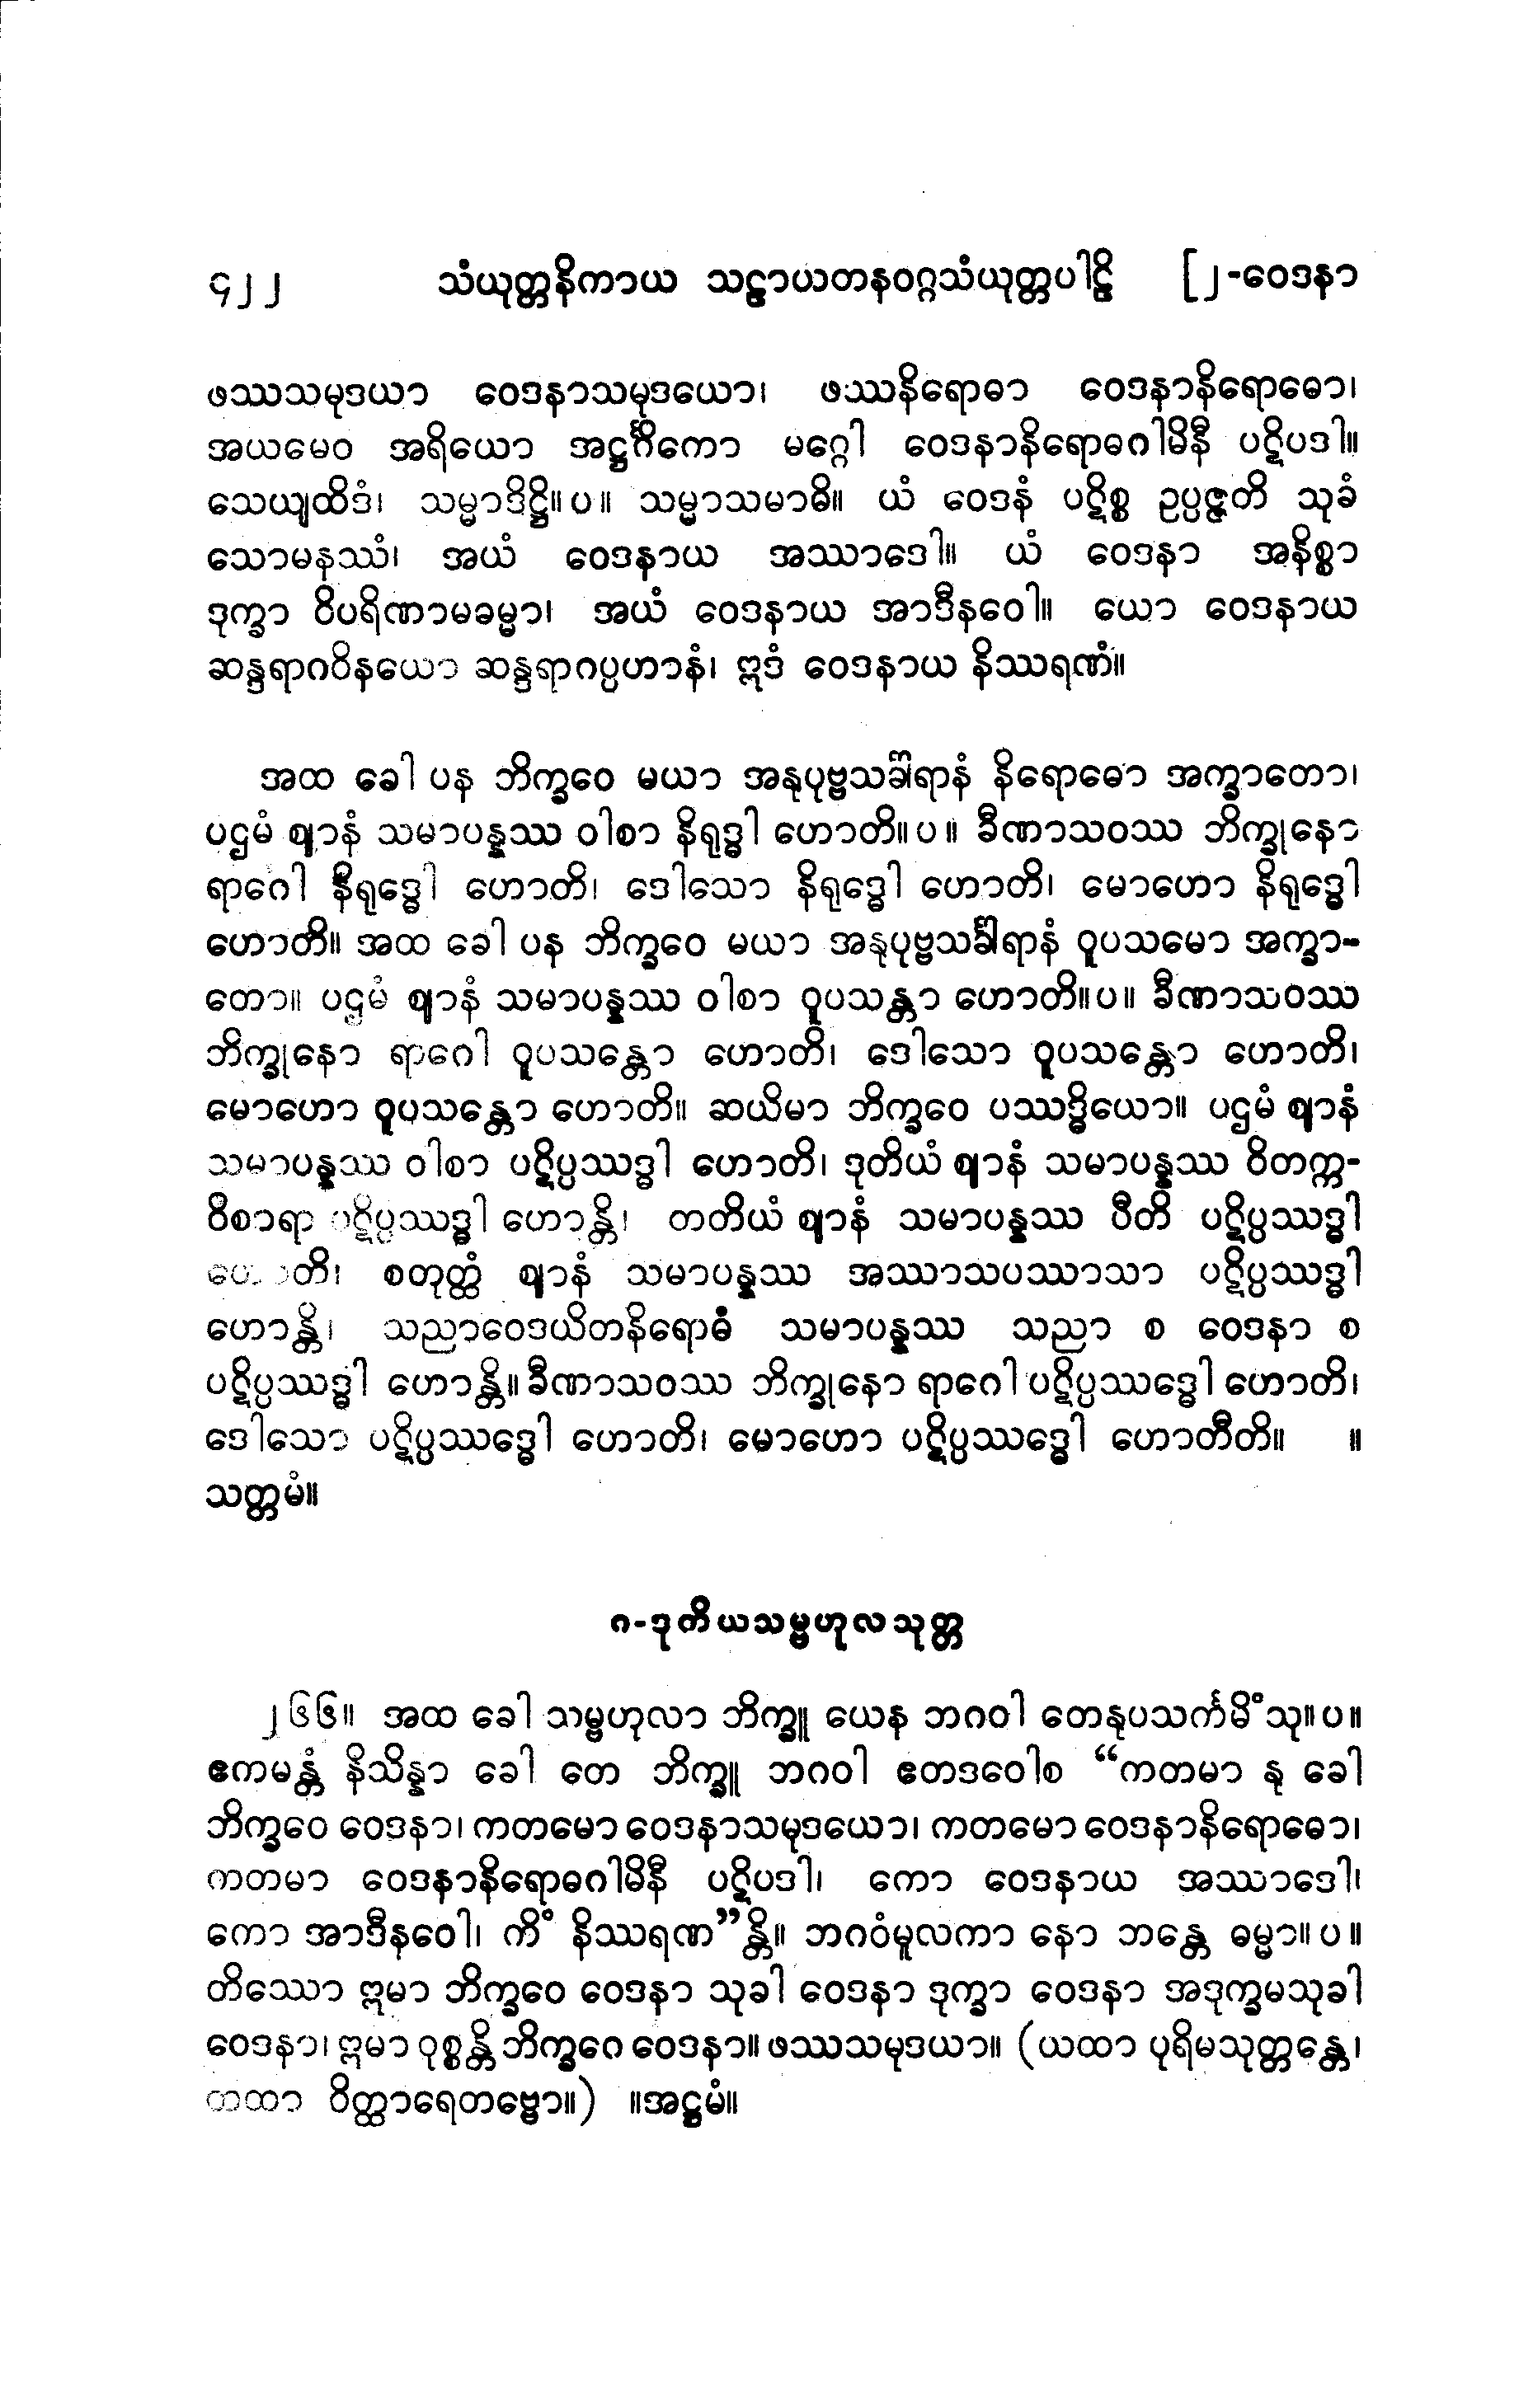 ၄၂၂ သံယုတ္တနိကာယ သဠာယတနဝဂ္ဂသံယုတ္တပါဠိ [၂-ဝေဒနာ
ဖဿသမုဒယာ ဝေဒနာသမုဒယော၊ ဖဿနိရောဓာ ဝေဒနာနိရောဓော၊
အယမေဝ အရိယော အဋ္ဌင်္ဂိကော မဂ္ဂေါ ဝေဒနာနိရောဓဂါမိနီ ပဋိပဒါ။
သေယျထိဒံ၊ သမ္မာဒိဋ္ဌိ။ပ။ သမ္မာသမာဓိ။ ယံ ဝေဒနံ ပဋိစ္စ ဥပ္ပဇ္ဇတိ သုခံ
သောမနဿံ၊ အယံ ဝေဒနာယ အဿာဒေါ။ ယံ ဝေဒနာ အနိစ္စာ
ဒုက္ခာ ဝိပရိဏာမဓမ္မာ၊ အယံ ဝေဒနာယ အာဒီနဝေါ။ ယော ဝေဒနာယ
ဆန္ဒရာဂဝိနယော ဆန္ဒရာဂပ္ပဟာနံ၊ ဣဒံ ဝေဒနာယ နိဿရဏံ။
အထ ခေါ ပန ဘိက္ခဝေ မယာ အနုပုဗ္ဗသင်္ခါရာနံ နိရောဓော အက္ခာတော၊
ပဌမံ ဈာနံ သမာပန္နဿ ဝါစာ နိရုဒ္ဓါ ဟောတိ။ပ။ ခီဏာသဝဿ ဘိက္ခုနော
ရာဂေါ နိရုဒ္ဓေါ ဟောတိ၊ ဒေါသော နိရုဒ္ဓေါ ဟောတိ၊ မောဟော နိရုဒ္ဓေါ
ဟောတိ။ အထ ခေါ ပန ဘိက္ခဝေ မယာ အနုပုဗ္ဗသင်္ခါရာနံ ဝူပသမော အက္ခာ-
တော။ ပဌမံ ဈာနံ သမာပန္နဿ ဝါစာ ဝူပသန္တာ ဟောတိ။ပ။ ခီဏာသဝဿ
ဘိက္ခုနော ရာဂေါ ဝူပသန္တော ဟောတိ၊ ဒေါသော ဝူပသန္တော ဟောတိ၊
မောဟော ဝူပသန္တော ဟောတိ။ ဆယိမာ ဘိက္ခဝေ ပဿဒ္ဓိယော။ ပဌမံ ဈာနံ
သမာပန္နဿ ဝါစာ ပဋိပ္ပဿဒ္ဓါ ဟောတိ၊ ဒုတိယံ ဈာနံ သမာပန္နဿ ဝိတက္က-
ဝိစာရာ ပဋိပ္ပဿဒ္ဓါ ဟောန္တိ၊ တတိယံ ဈာနံ သမာပန္နဿ ပီတိ ပဋိပ္ပဿဒ္ဓါ
ဟောတိ၊ စတုတ္ထံ ဈာနံ သမာပန္နဿ အဿာသပဿာသာ ပဋိပ္ပဿဒ္ဓါ
ဟောန္တိ၊ သညာဝေဒယိတနိရောဓံ သမာပန္နဿ သညာ စ ဝေဒနာ စ
ပဋိပ္ပဿဒ္ဓါ ဟောန္တိ။ ခီဏာသဝဿ ဘိက္ခုနော ရာဂေါ ပဋိပ္ပဿဒ္ဓေါ ဟောတိ၊
ဒေါသော ပဋိပ္ပဿဒ္ဓေါ ဟောတိ၊ မောဟော ပဋိပ္ပဿဒ္ဓေါ ဟောတီတိ။ ။
သတ္တမံ။
၈-ဒုတိယသမ္ဗဟုလသုတ္တ
၂၆၆။ အထ ခေါ သမ္ဗဟုလာ ဘိက္ခူ ယေန ဘဂဝါ တေနုပသင်္ကမိံသု။ပ။
ဧကမန္တံ နိသိန္နာ ခေါ တေ ဘိက္ခူ ဘဂဝါ ဧတဒဝေါစ “ကတမာ နု ခေါ
ဘိက္ခဝေ ဝေဒနာ၊ ကတမော ဝေဒနာသမုဒယော၊ ကတမော ဝေဒနာနိရောဓော၊
ကတမာ ဝေဒနာနိရောဓဂါမိနီ ပဋိပဒါ၊ ကော ဝေဒနာယ အဿာဒေါ၊
ကော အာဒီနဝေါ၊ ကိံ နိဿရဏ”န္တိ။ ဘဂဝံမူလကာ နော ဘန္တေ ဓမ္မာ။ပ။
တိဿော ဣမာ ဘိက္ခဝေ ဝေဒနာ သုခါ ဝေဒနာ ဒုက္ခာ ဝေဒနာ အဒုက္ခမသုခါ
ဝေဒနာ၊ ဣမာ ဝုစ္စန္တိ ဘိက္ခဝေ ဝေဒနာ။ ဖဿသမုဒယာ။ (ယထာ ပုရိမသုတ္တန္တေ၊
တထာ ဝိတ္ထာရေတဗ္ဗော။) ။အဋ္ဌမံ။